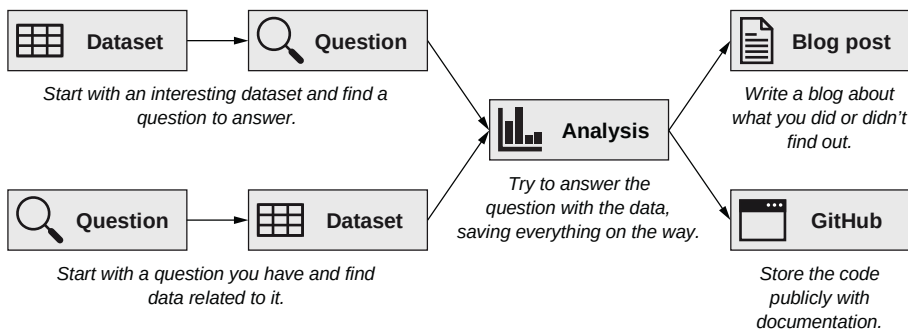 Dataset
Question
Start with an interesting dataset and find a
question to answer.
Question
Dataset
Start with a question you have and find
data related to it.
Analysis
Try to answer the
question with the data,
saving everything on the way.
Blog post
Write a blog about
what you did or didn’t
find out.
GitHub
Store the code
publicly with
documentation.